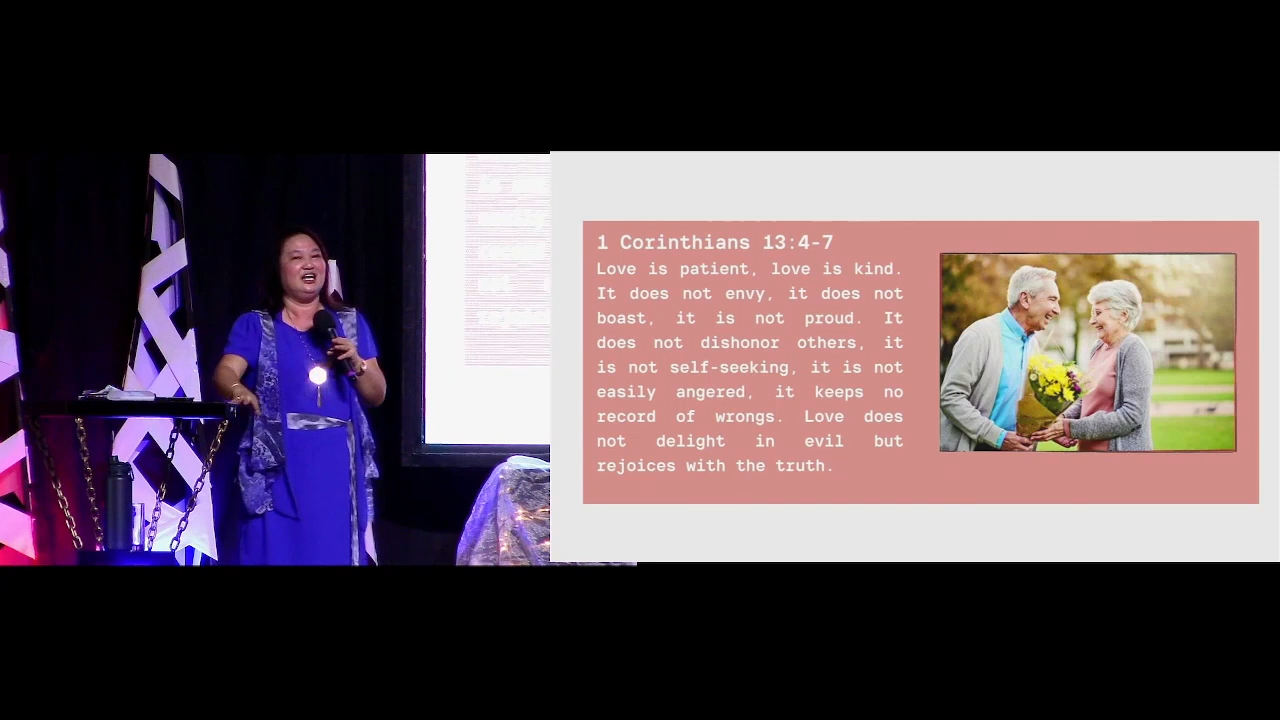 1 Corinthians 13:4-7
Love is patient, love is kind.
It does not envy, it does not
boast, it is not proud. It
does not dishonor others, it
is not self-seeking, it is not
easily angered, it keeps no
record of wrongs. Love does
not delight in evil but
rejoices with the truth.